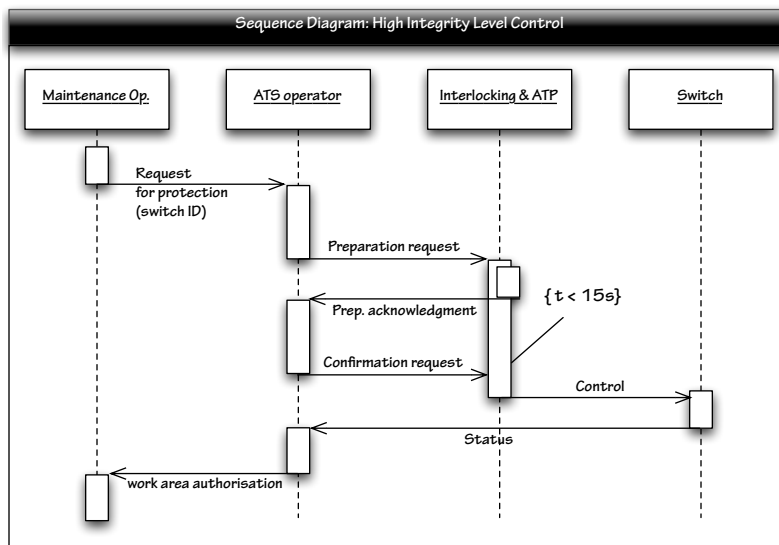 Sequence Diagram: High Integrity Level Control
Maintenance Op.
ATS operator
Interlocking & ATP
Switch
Request
for protection
(switch ID)
Preparation request
Prep. acknowledgment
{t < 15s}
Confirmation request
Control
Status
work area authorisation